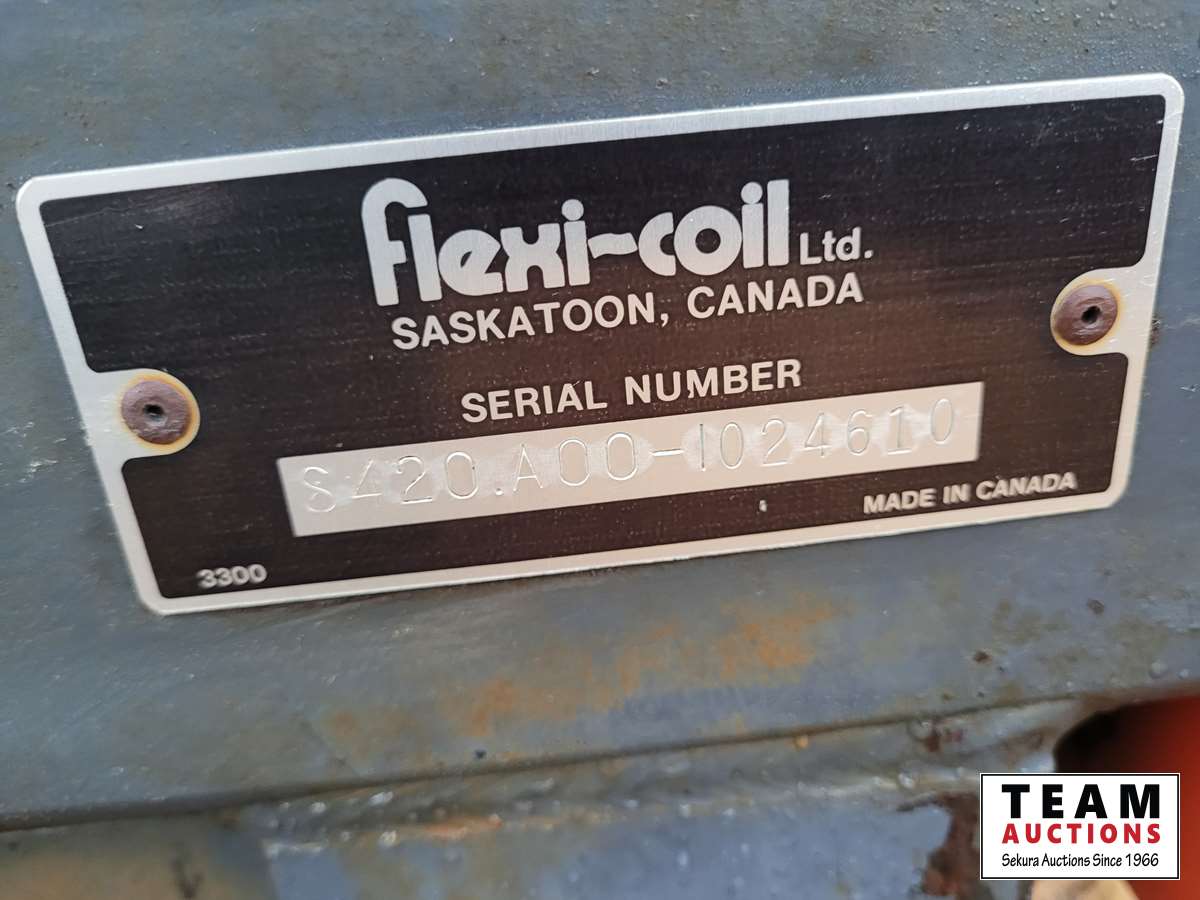 flexi-coil Ltd.
SASKATOON, CANADA
SERIAL NUMBER
S420.A00-1024610
MADE IN CANADA
3300
TEAM
AUCTIONS
Sekura Auctions Since 1966